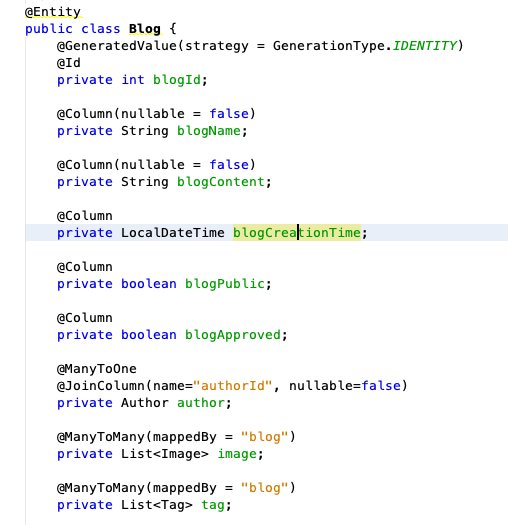 @Entity
public class Blog {
@GeneratedValue(strategy = GenerationType.IDENTITY)
@Id
private int blogId;
@Column(nullable = false)
private String blogName;
@Column(nullable = false)
private String blogContent;
@Column
private LocalDateTime blogCreationTime;
@Column
private boolean blogPublic;
@Column
private boolean blogApproved;
@ManyToOne
@JoinColumn(name="authorId", nullable=false)
private Author author;
@ManyToMany(mappedBy = "blog")
private List<Image> image;
@ManyToMany(mappedBy = "blog")
private List<Tag> tag;